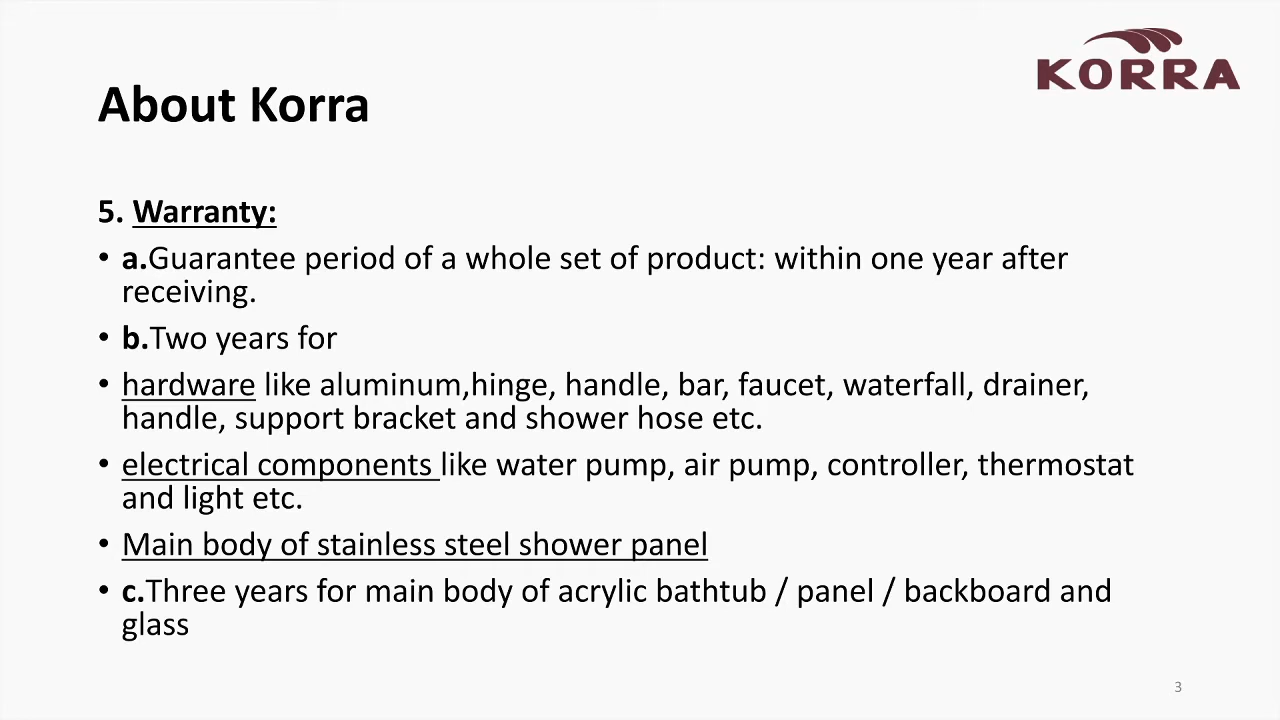 KORRA
About Korra
5. Warranty:
• a.Guarantee period of a whole set of product: within one year after
receiving.
• b.Two years for
• hardware like aluminum,hinge, handle, bar, faucet, waterfall, drainer,
handle, support bracket and shower hose etc.
• electrical components like water pump, air pump, controller, thermostat
and light etc.
• Main body of stainless steel shower panel
• c.Three years for main body of acrylic bathtub / panel / backboard and
glass
3